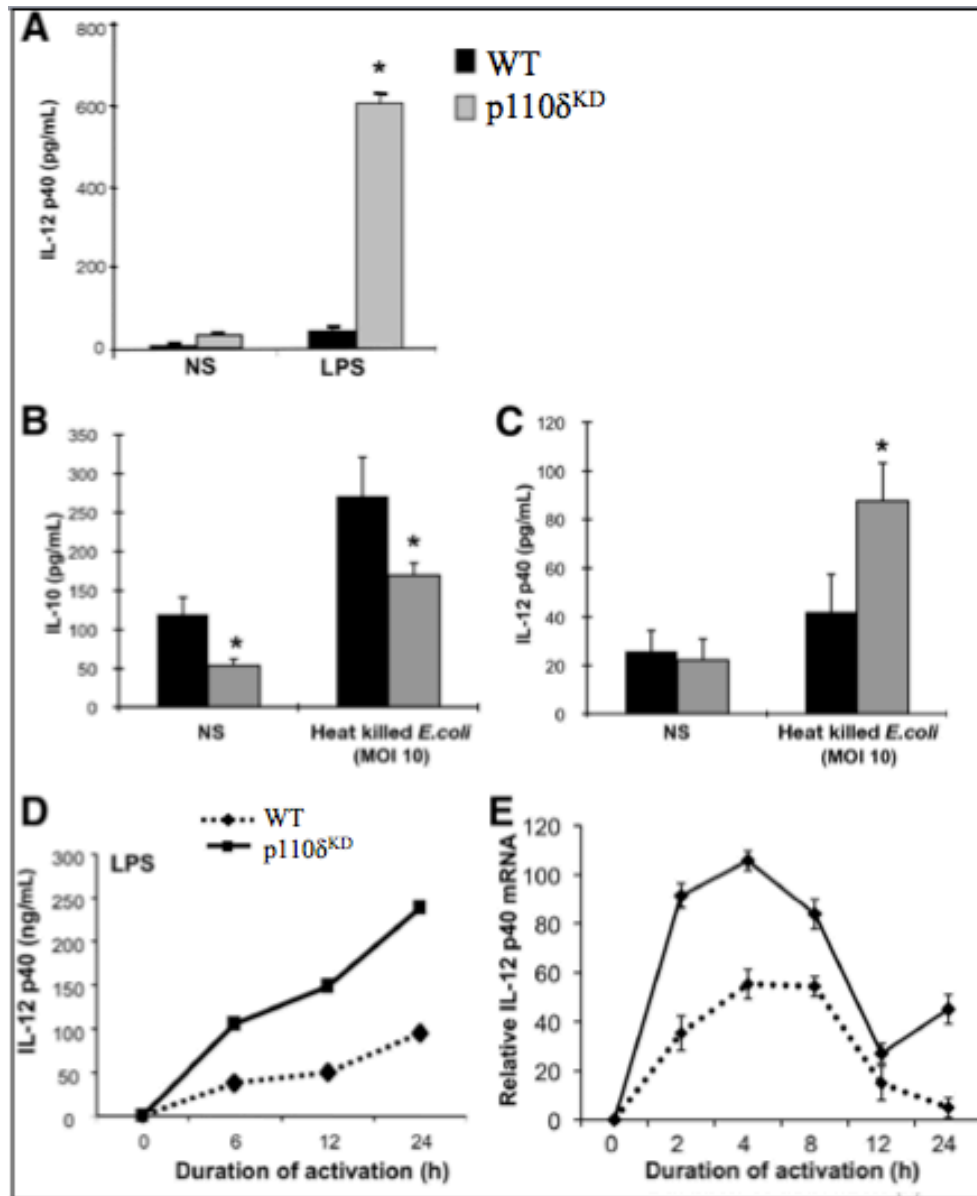 A
800
600
400
200
0
IL-12 p40 (pg/mL)
*
WT
p110δKD
NS
LPS
B
350
300
250
200
150
100
50
0
IL-10 (pg/mL)
*
*
NS
Heat killed E.coli
(MOI 10)
C
120
100
80
60
40
20
0
IL-12 p40 (pg/mL)
*
NS
Heat killed E.coli
(MOI 10)
D
WT
p110δKD
LPS
300
250
200
150
100
50
0
IL-12 p40 (ng/mL)
0 6 12 24
Duration of activation (h)
E
120
100
80
60
40
20
0
Relative IL-12 p40 mRNA
0 2 4 8 12 24
Duration of activation (h)